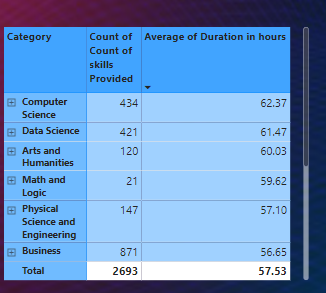 Category Count of Average of Duration in hours
Count of
skills
Provided
Computer 434 62.37
Science
Data Science 421 61.47
Arts and 120 60.03
Humanities
Math and 21 59.62
Logic
Physical 147 57.10
Science and
Engineering
Business 871 56.65
Total 2693 57.53